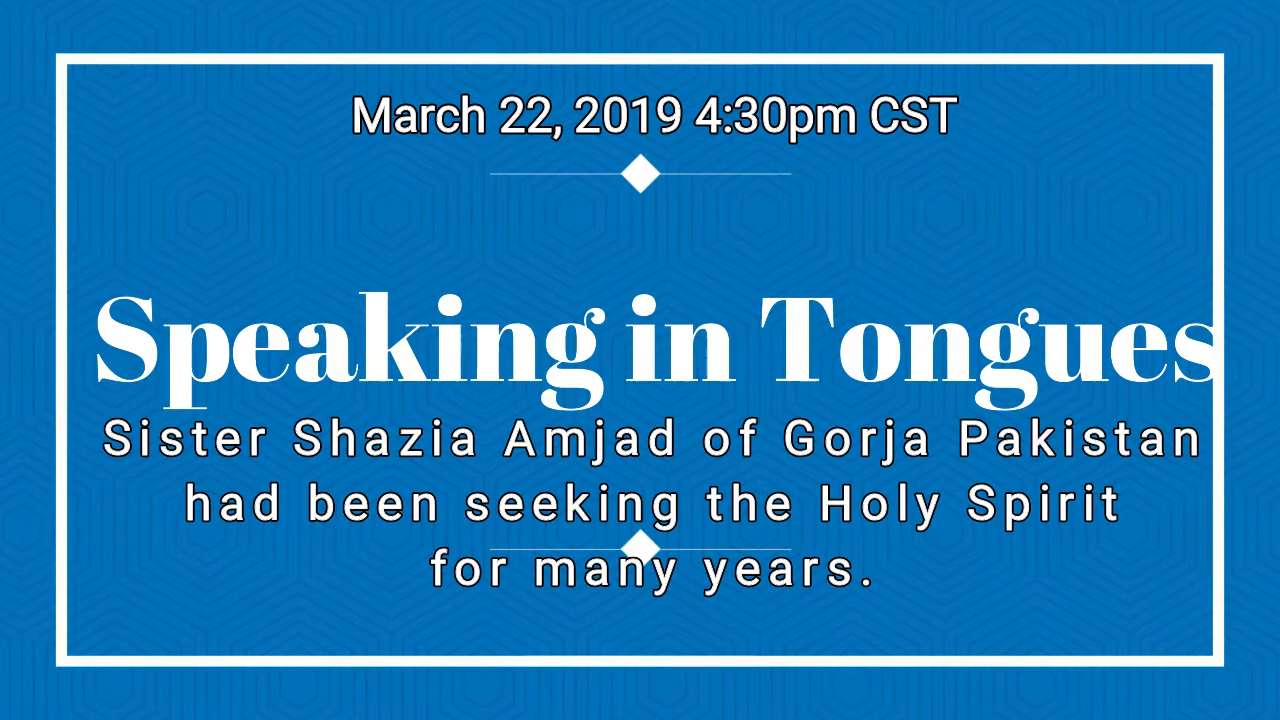 March 22, 2019 4:30pm CST
Speaking in Tongues
Sister Shazia Amjad of Gorja Pakistan
had been seeking the Holy Spirit
for many years.